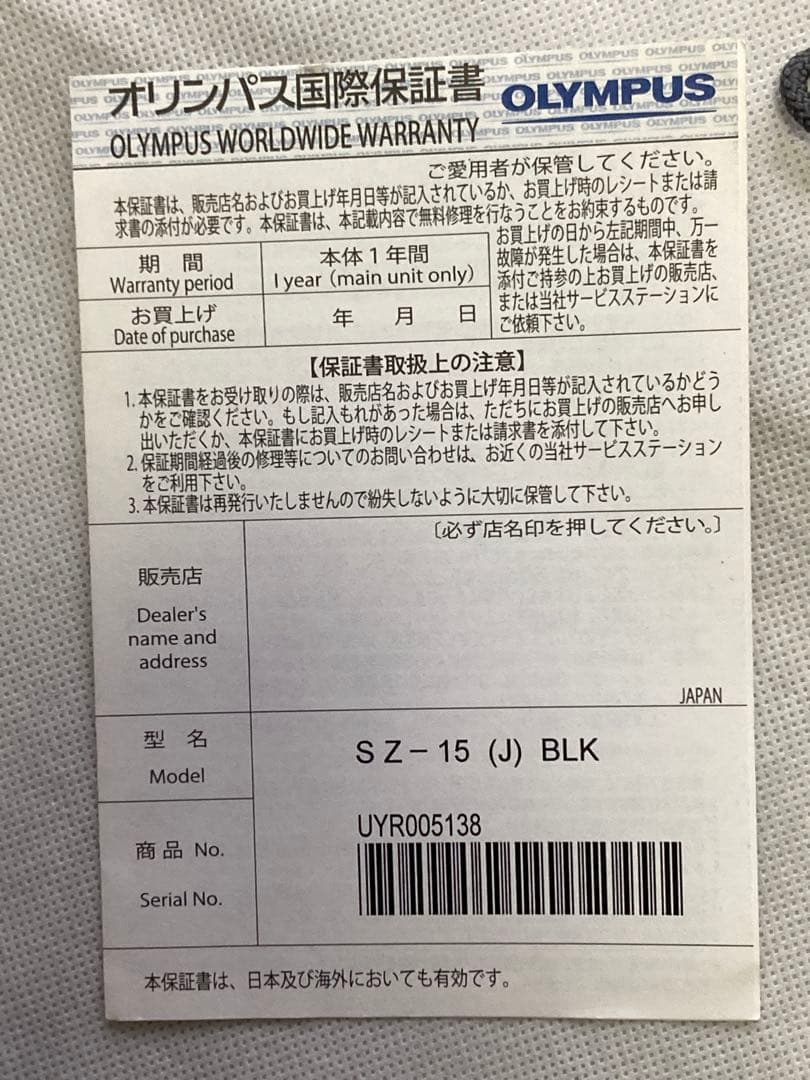 オリンパス国際保証書 OLYMPUS
OLYMPUS WORLDWIDE WARRANTY
ご愛用者が保管してください。
本保証書は、販売店名およびお買上げ年月日等が記入されているか、お買上げ時のレシートまたは請
求書の添付が必要です。本保証書は、本記載内容で無料修理を行なうことをお約束するものです。
期 間
Warranty period
本体1年間
1 year (main unit only)
お買上げの日から左記期間中、万一
故障が発生した場合は、本保証書を
添付ご持参の上お買上げの販売店、
または当社サービスステーションに
ご依頼下さい。
お買上げ
Date of purchase
年 月 日
【保証書取扱上の注意】
1. 本保証書をお受け取りの際は、販売店名およびお買上げ年月日等が記入されているかどう
かをご確認ください。もし記入もれがあった場合は、ただちにお買上げの販売店へお申し
出いただくか、本保証書にお買上げ時のレシートまたは請求書を添付して下さい。
2. 保証期間経過後の修理等についてのお問い合わせは、お近くの当社サービスステーション
をご利用下さい。
3. 本保証書は再発行いたしませんので紛失しないように大切に保管して下さい。
〔必ず店名印を押してください。〕
販売店
Dealer's
name and
address
JAPAN
型 名
Model
SZ-15 (J) BLK
商品 No.
Serial No.
UYR005138
本保証書は、日本及び海外においても有効です。